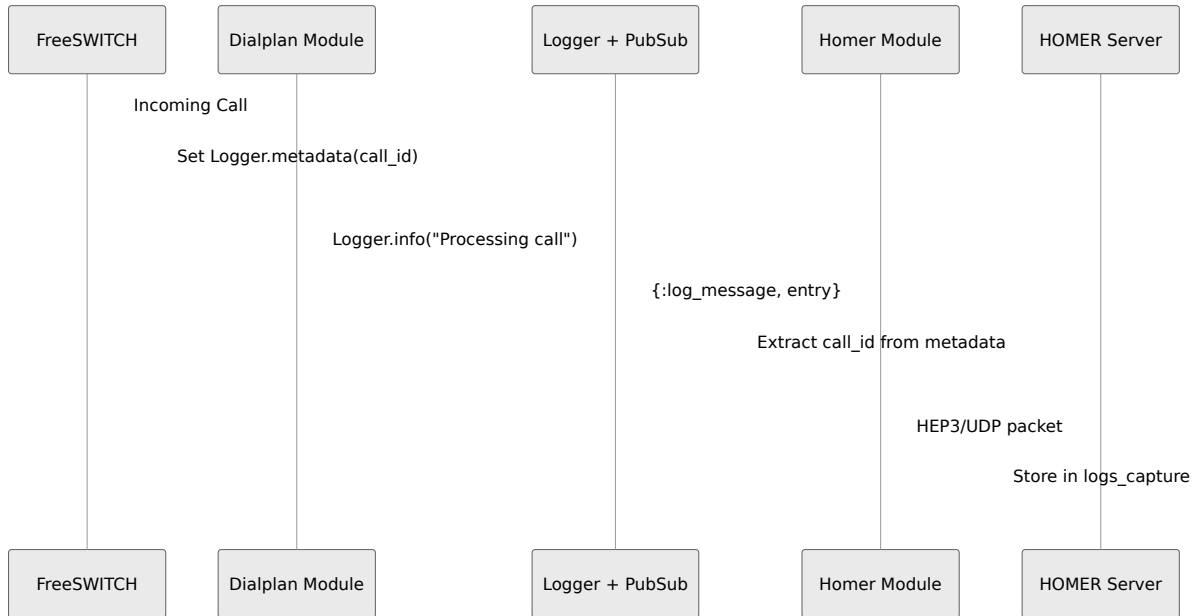 FreeSWITCH
Dialplan Module
Logger + PubSub
Homer Module
HOMER Server
Incoming Call
Set Logger.metadata(call_id)
Logger.info("Processing call")
{:log_message, entry}
Extract call_id from metadata
HEP3/UDP packet
Store in logs_capture
FreeSWITCH
Dialplan Module
Logger + PubSub
Homer Module
HOMER Server